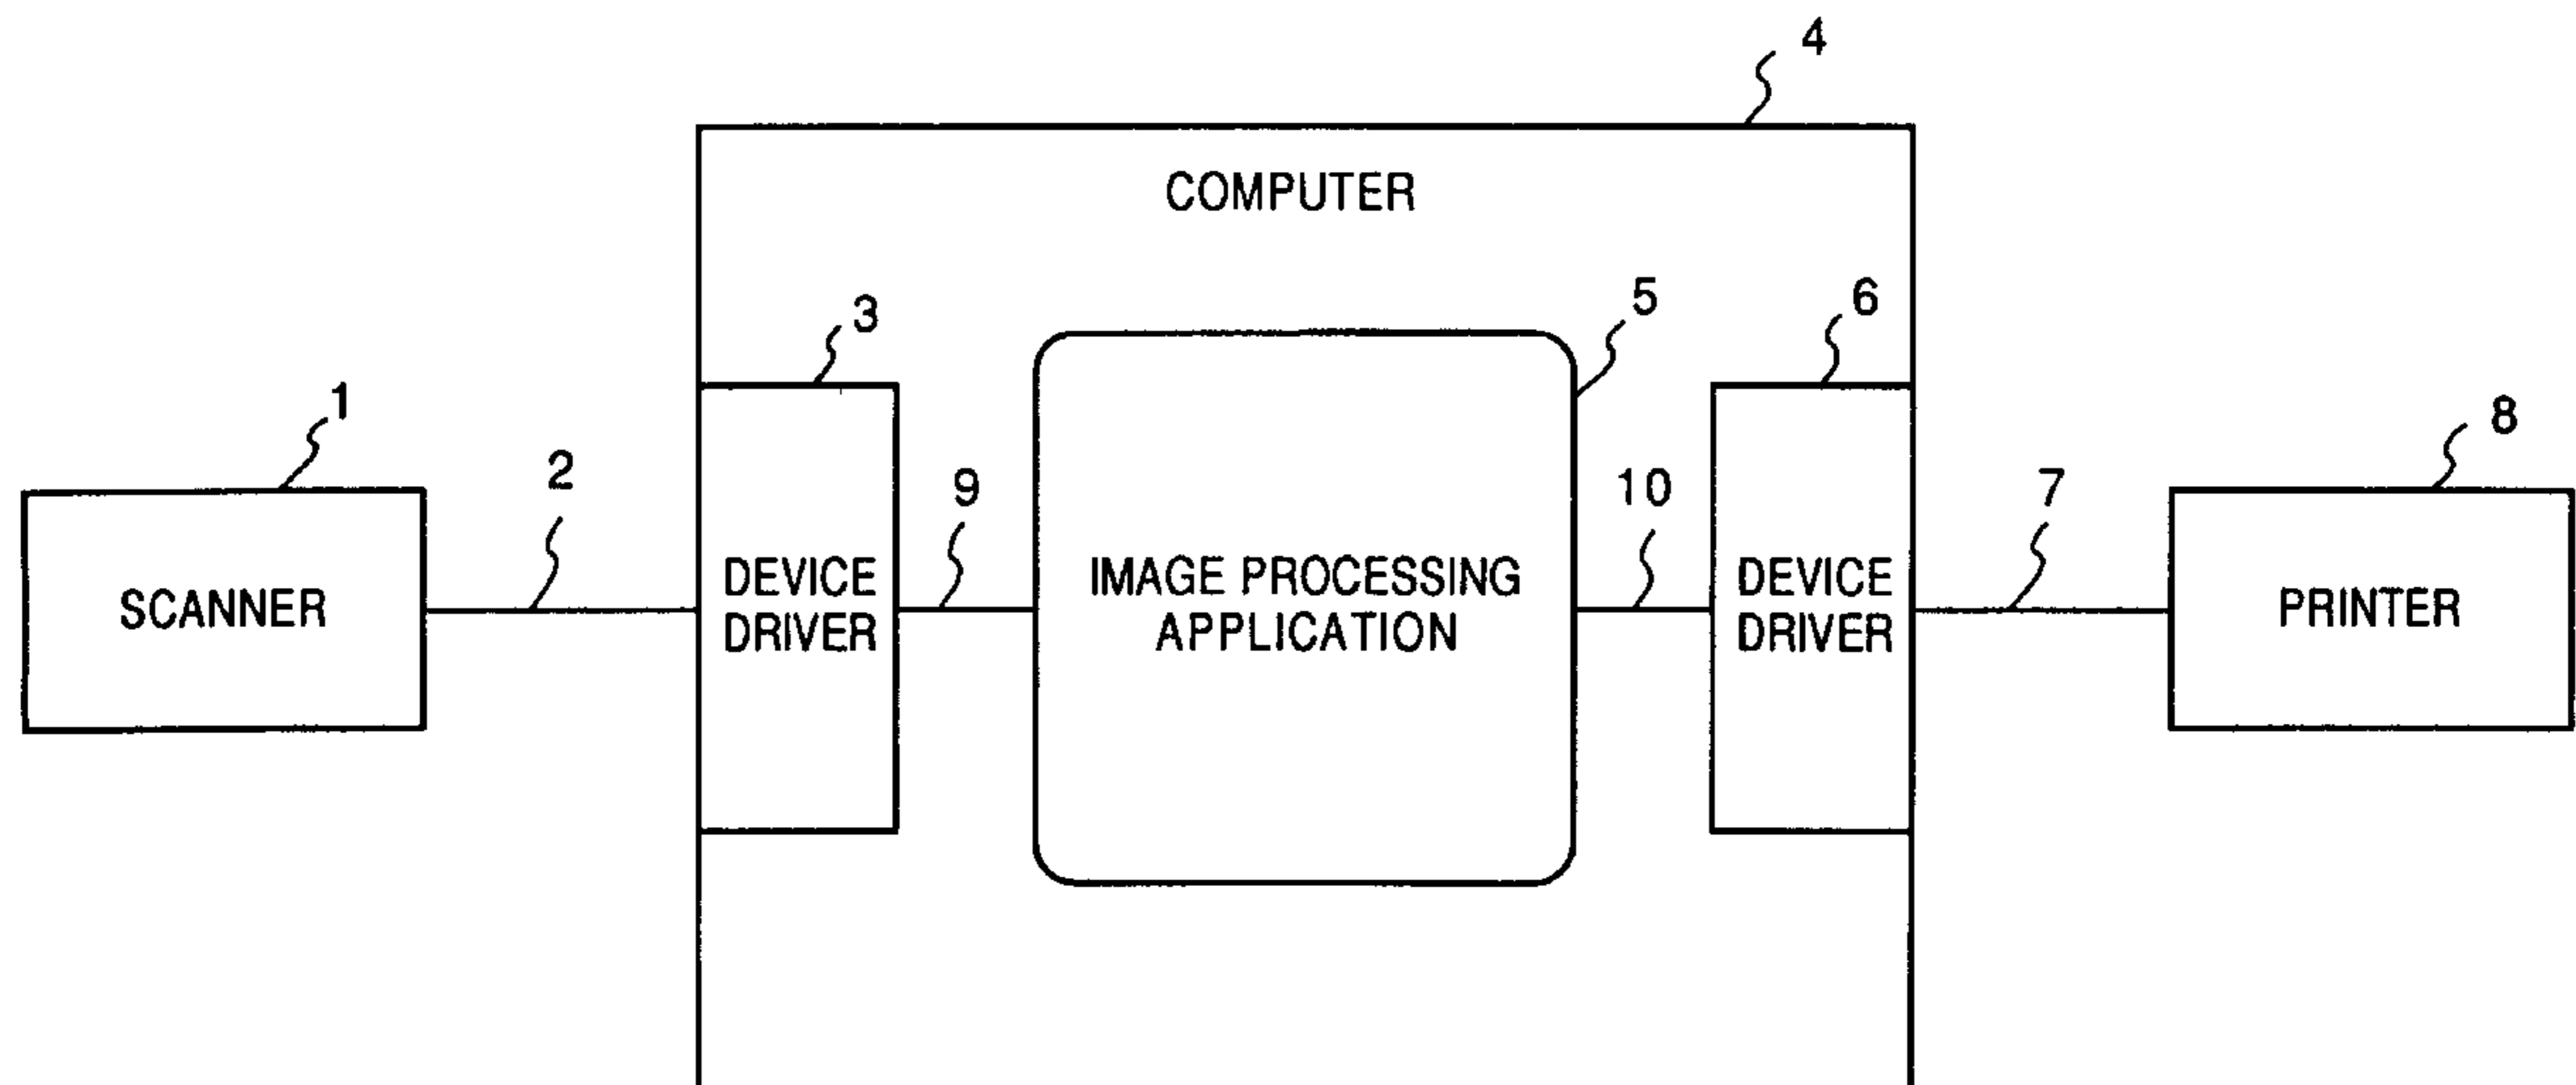 4
COMPUTER
3
5
6
1
2
9
10
7
8
SCANNER
DEVICE
DRIVER
IMAGE PROCESSING
APPLICATION
DEVICE
DRIVER
PRINTER